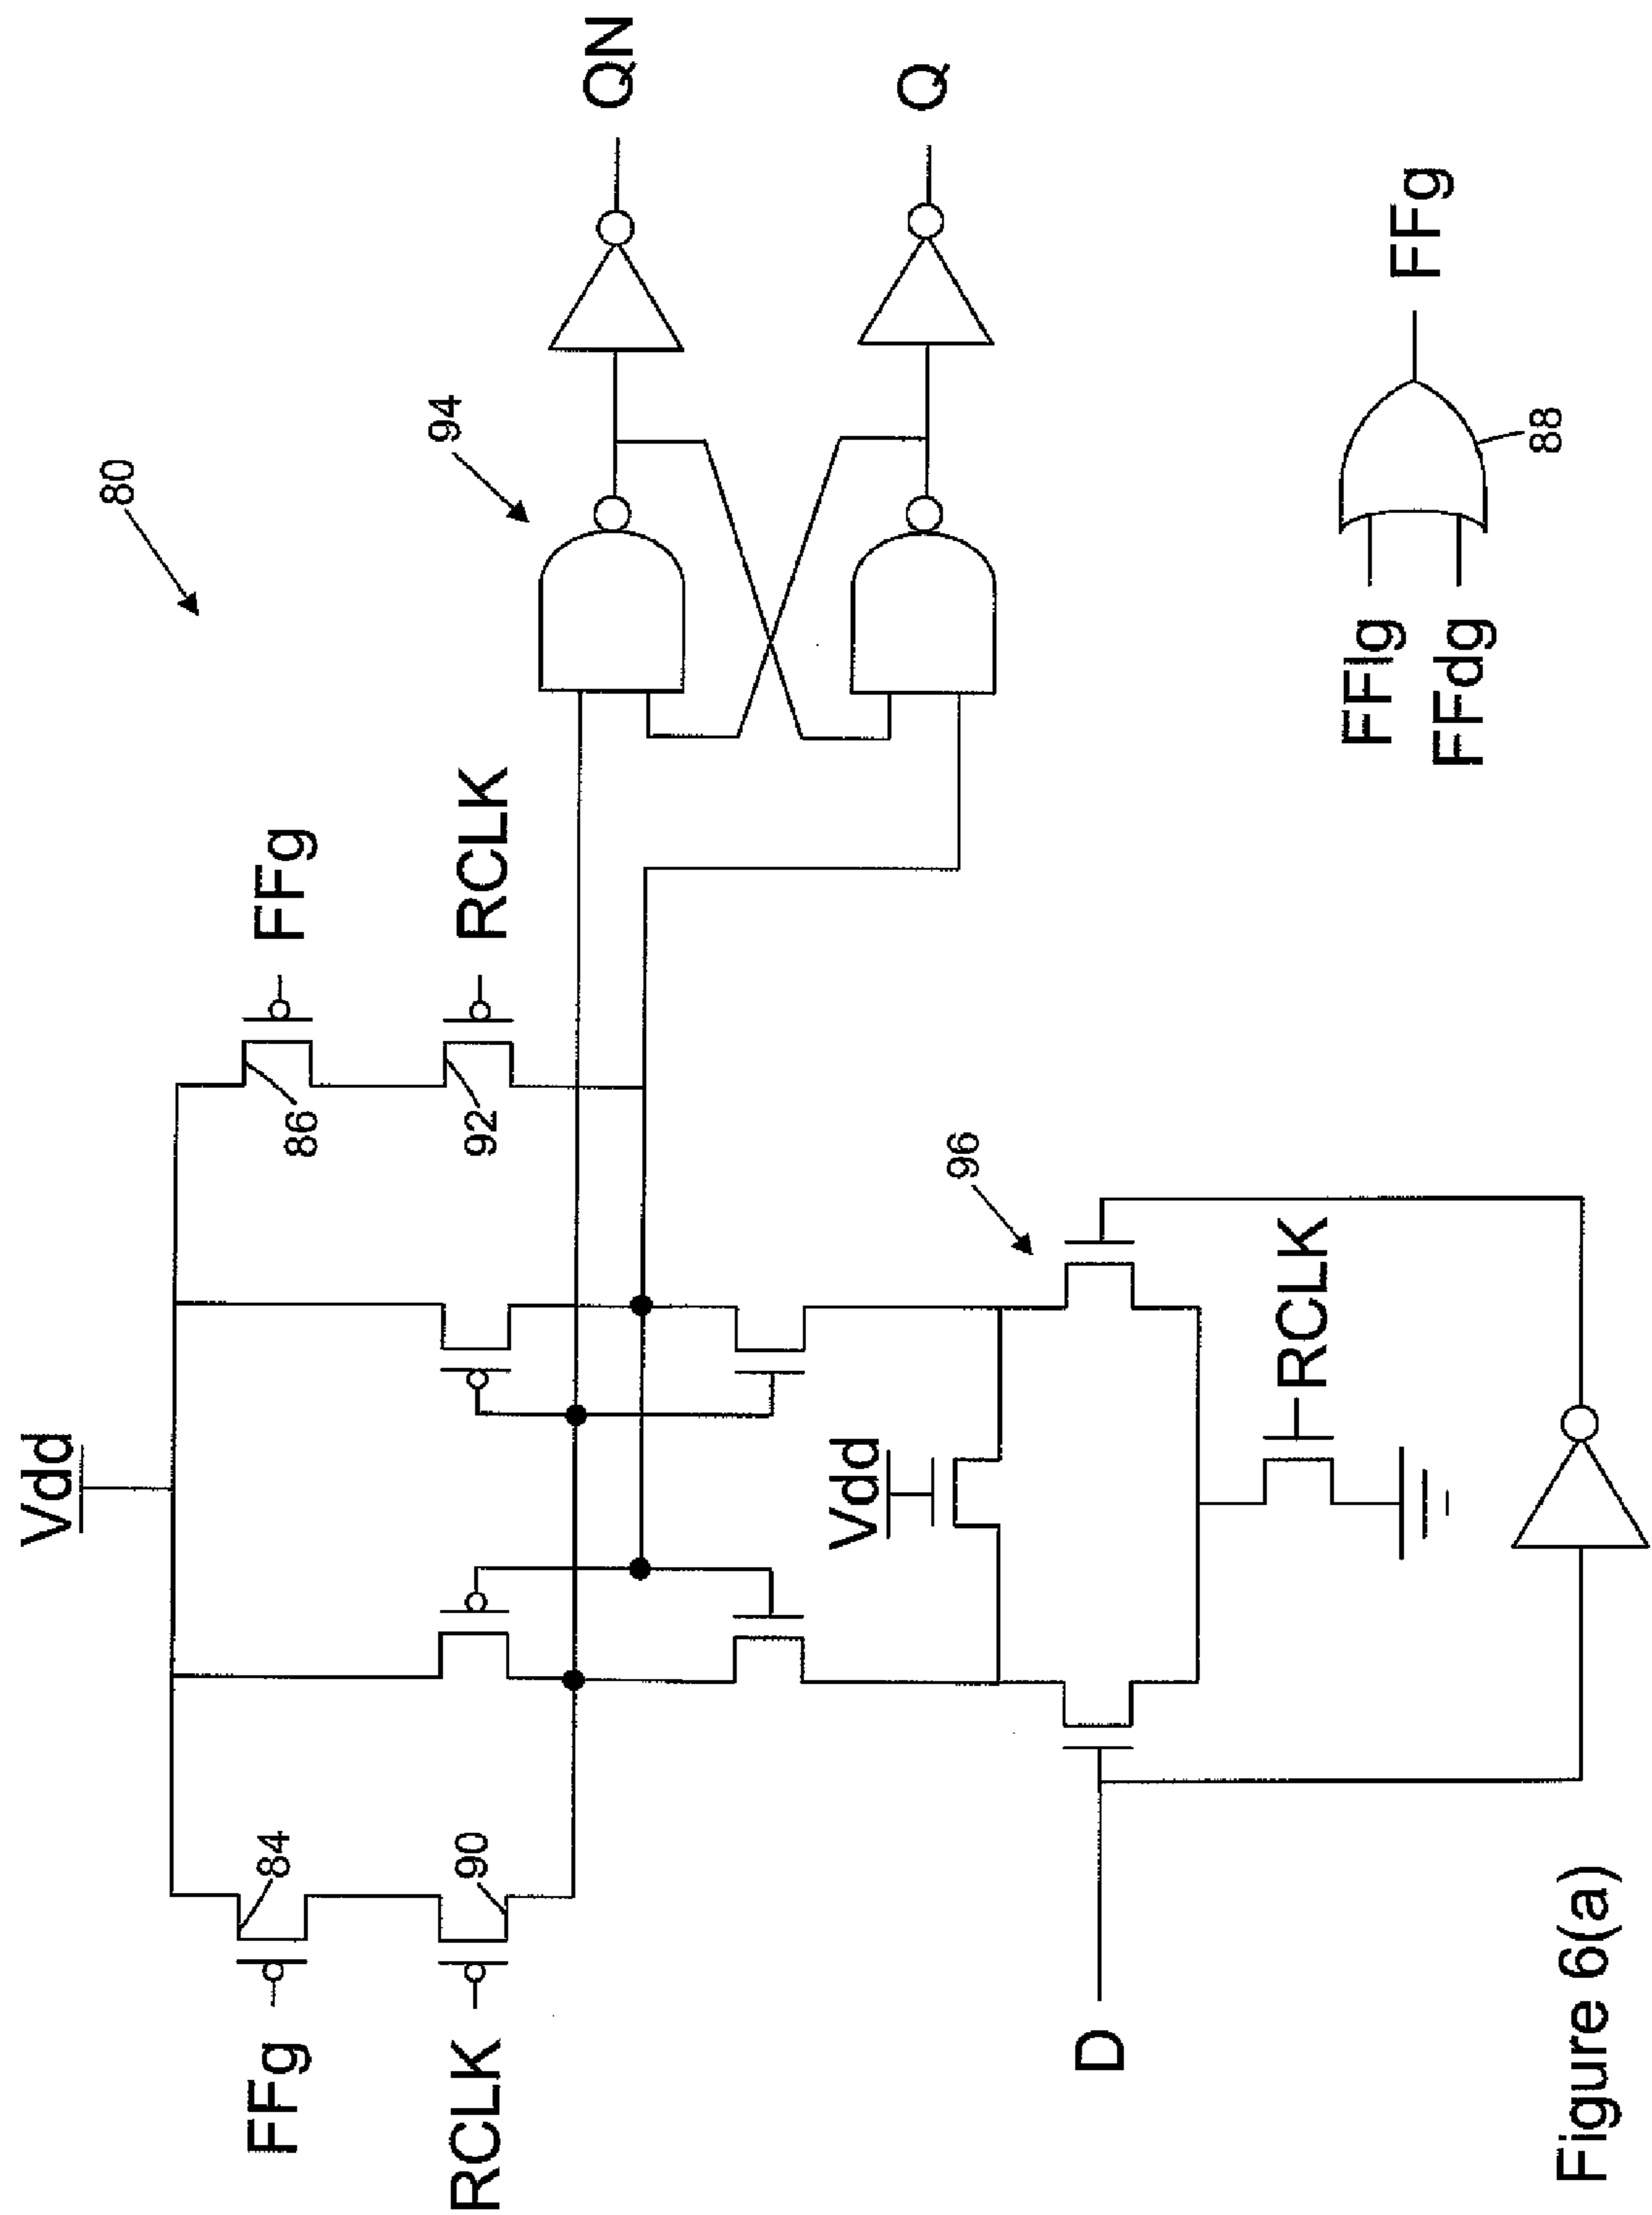 80
Vdd
FFg
84
86
FFg
RCLK
90
92
RCLK
94
QN
Q
Vdd
96
D
RCLK
FFlg
FFdg
FFg
88
Figure 6(a)